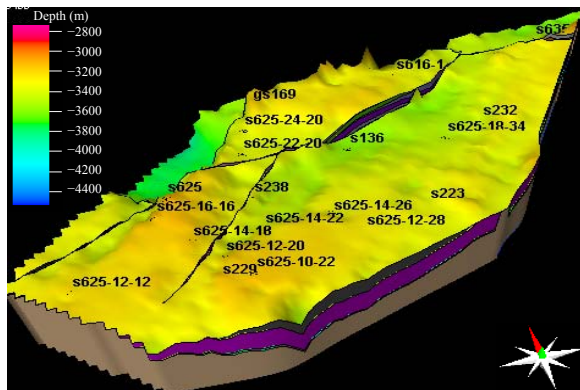 Depth (m)
−2800
−3000
−3200
−3400
−3600
−3800
−4000
−4200
−4400
s635
s616-1
gs169
s625-24-20
s232
s625-18-34
s136
s625-22-20
s625
s238
s223
s625-16-16
s625-14-26
s625-14-22
s625-12-28
s625-14-18
s625-12-20
s625-10-22
s229
s625-12-12